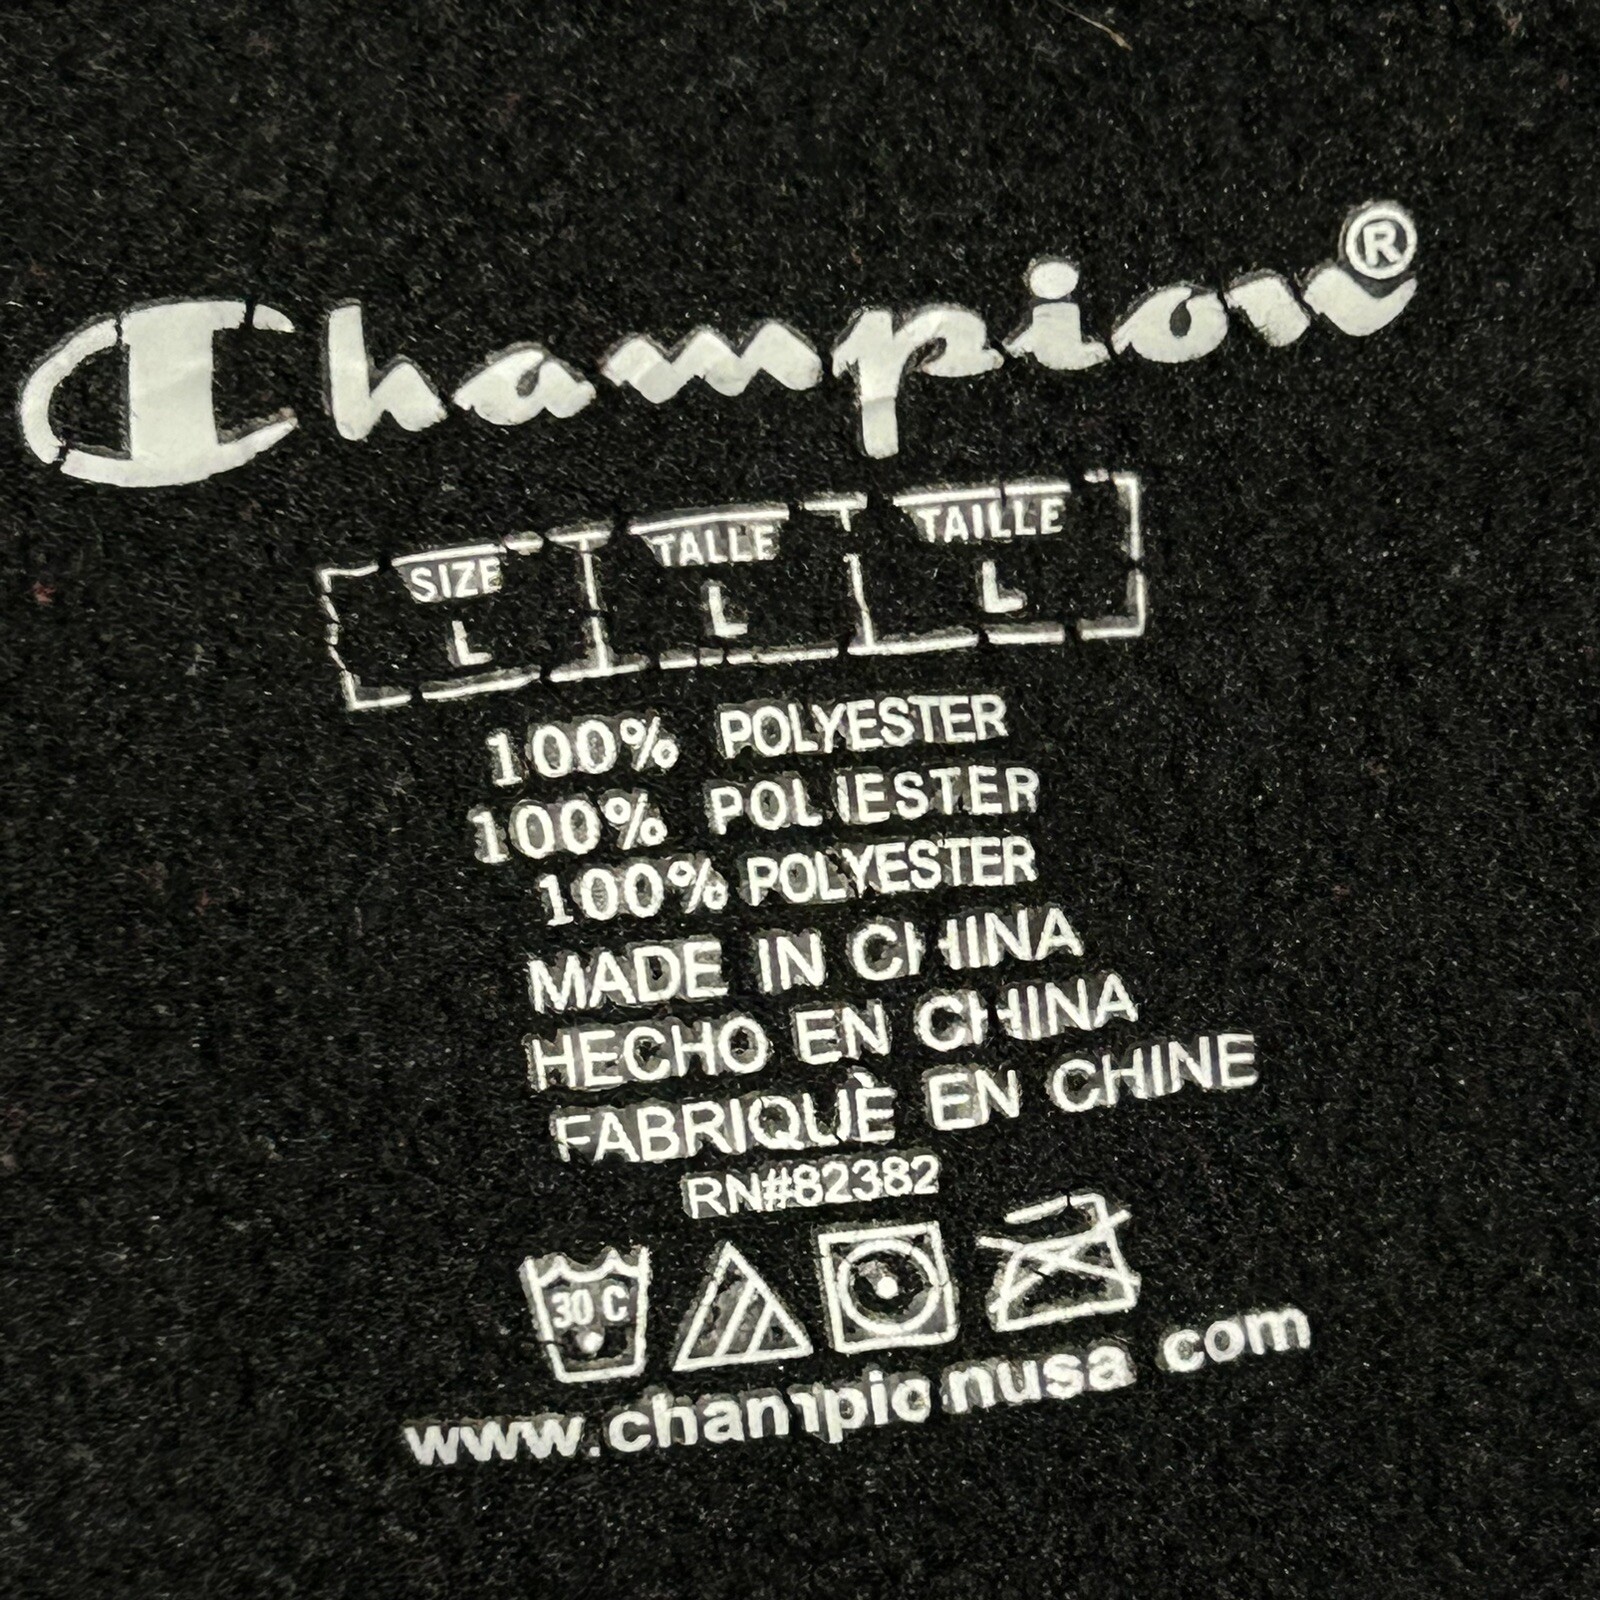 Champion®
SIZE TALLE TAILLE
L L L
100% POLYESTER
100% POLIESTER
100% POLYESTER
MADE IN CHINA
HECHO EN CHINA
FABRIQUÈ EN CHINE
RN#82382
30 C
www.championusa com